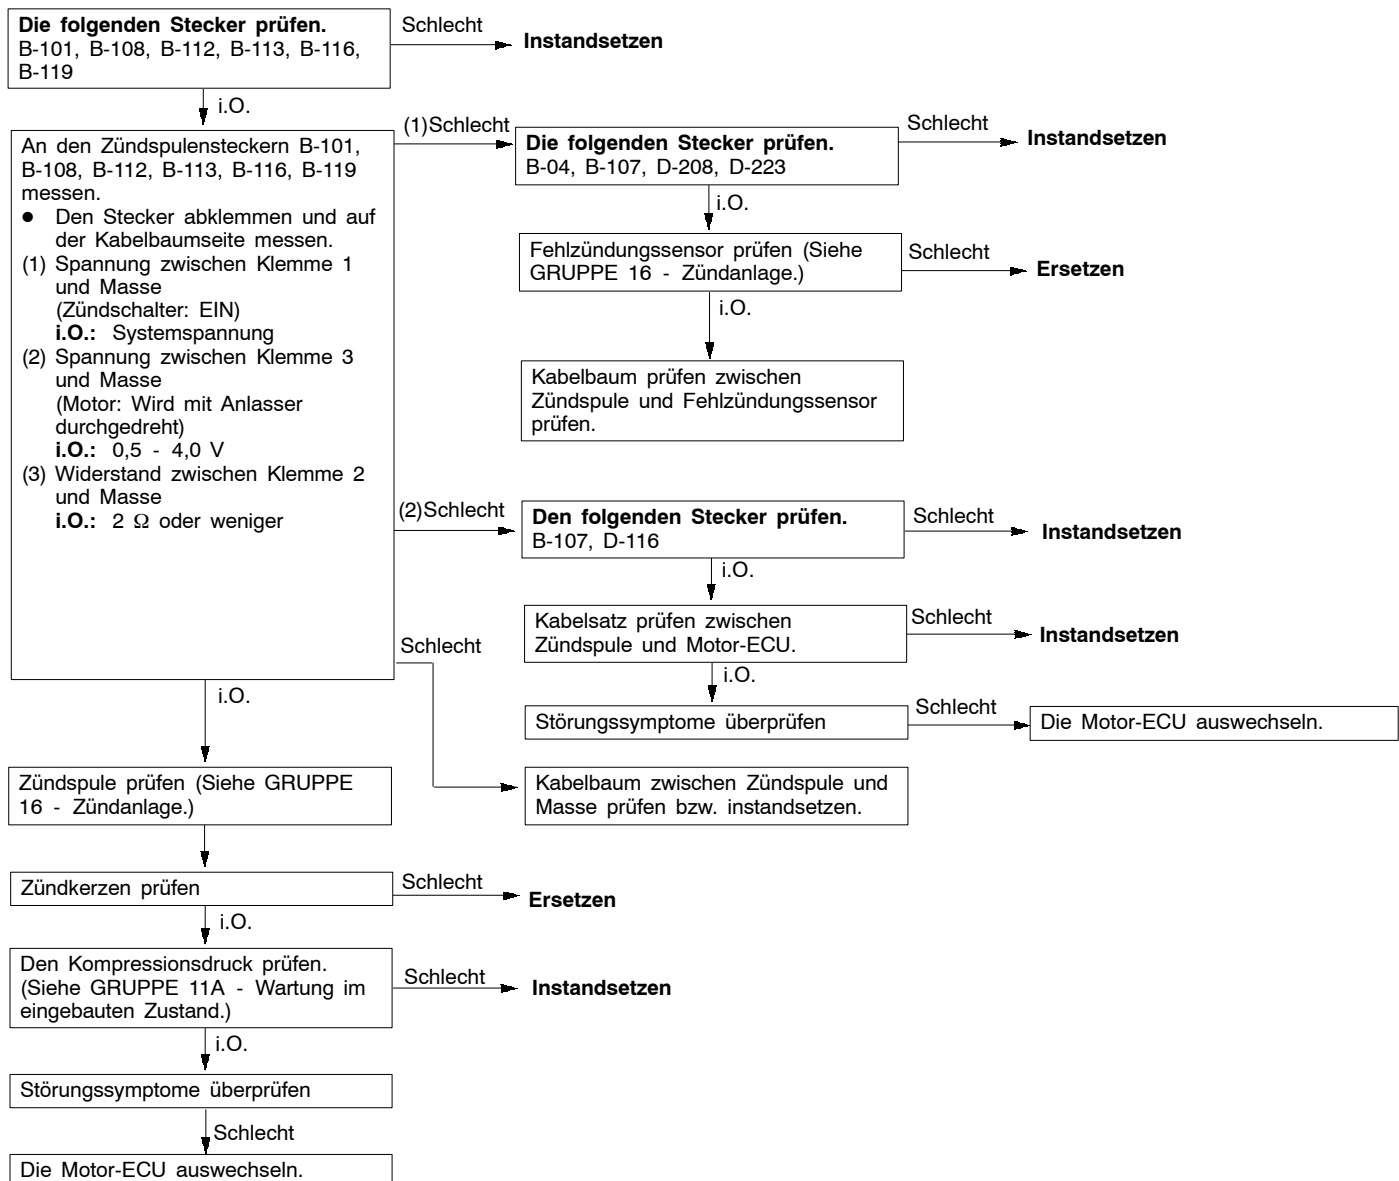 Die folgenden Stecker prüfen.
B-101, B-108, B-112, B-113, B-116,
B-119
Schlecht
Instandsetzen
i.O.
An den Zündspulensteckern B-101,
B-108, B-112, B-113, B-116, B-119
messen.
● Den Stecker abklemmen und auf
der Kabelbaumseite messen.
(1) Spannung zwischen Klemme 1
und Masse
(Zündschalter: EIN)
i.O.: Systemspannung
(2) Spannung zwischen Klemme 3
und Masse
(Motor: Wird mit Anlasser
durchgedreht)
i.O.: 0,5 - 4,0 V
(3) Widerstand zwischen Klemme 2
und Masse
i.O.: 2 Ω oder weniger
(1)Schlecht
Die folgenden Stecker prüfen.
B-04, B-107, D-208, D-223
Schlecht
Instandsetzen
i.O.
Fehlzündungssensor prüfen (Siehe
GRUPPE 16 - Zündanlage.)
Schlecht
Ersetzen
i.O.
Kabelbaum prüfen zwischen
Zündspule und Fehlzündungssensor
prüfen.
(2)Schlecht
Den folgenden Stecker prüfen.
B-107, D-116
Schlecht
Instandsetzen
i.O.
Kabelsatz prüfen zwischen
Zündspule und Motor-ECU.
Schlecht
Instandsetzen
i.O.
Störungssymptome überprüfen
Schlecht
Die Motor-ECU auswechseln.
Schlecht
Kabelbaum zwischen Zündspule und
Masse prüfen bzw. instandsetzen.
i.O.
Zündspule prüfen (Siehe GRUPPE
16 - Zündanlage.)
Zündkerzen prüfen
Schlecht
Ersetzen
i.O.
Den Kompressionsdruck prüfen.
(Siehe GRUPPE 11A - Wartung im
eingebauten Zustand.)
Schlecht
Instandsetzen
i.O.
Störungssymptome überprüfen
Schlecht
Die Motor-ECU auswechseln.